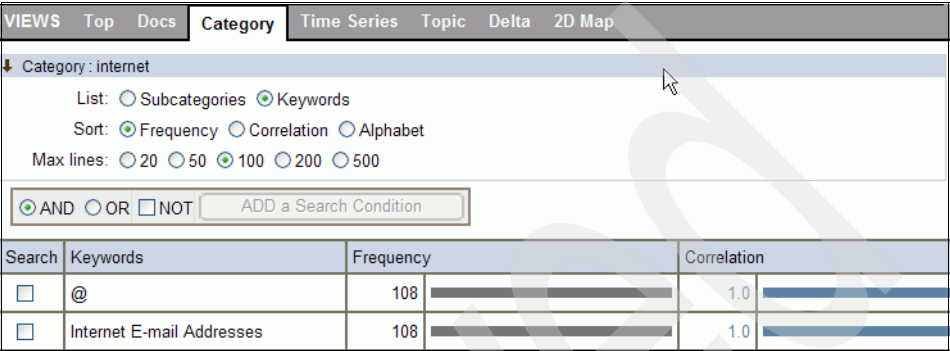 VIEWS Top Docs Category Time Series Topic Delta 2D Map
Category : internet
List: Subcategories Keywords
Sort: Frequency Correlation Alphabet
Max lines: 20 50 100 200 500
AND OR NOT ADD a Search Condition
Search Keywords Frequency Correlation
@ 108 1.0
Internet E-mail Addresses 108 1.0